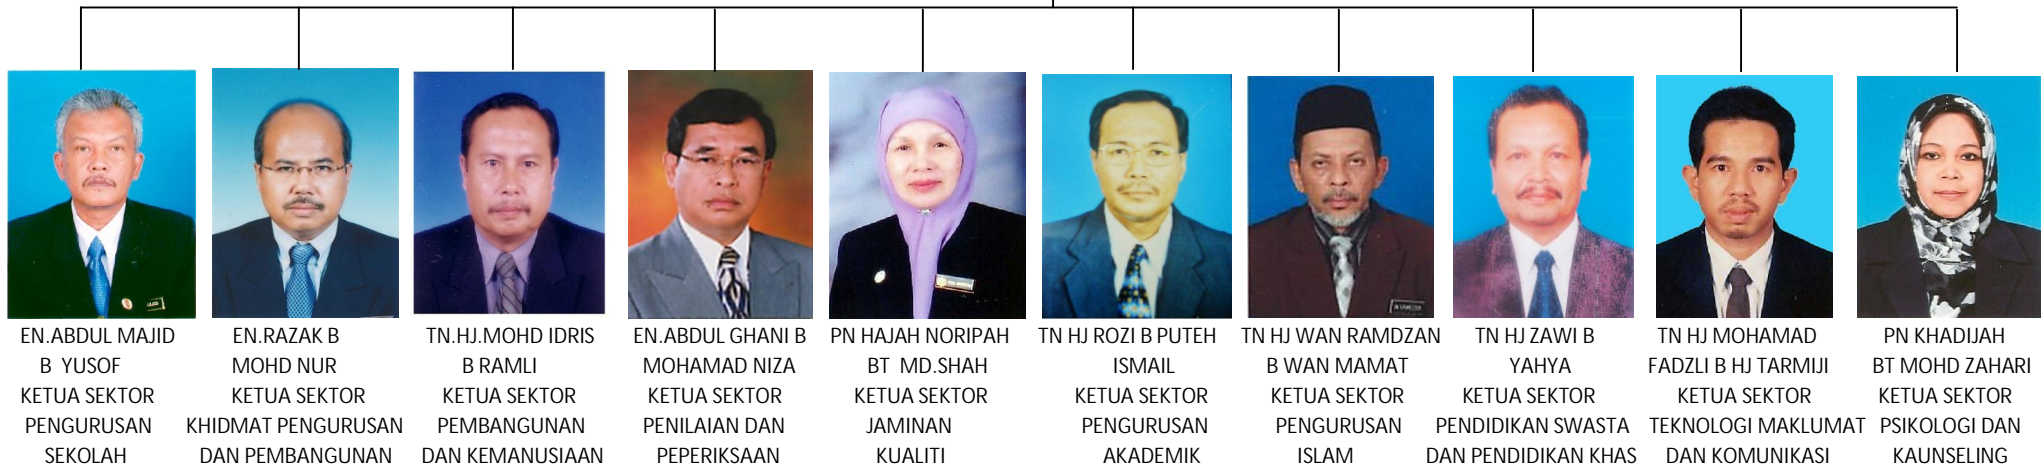 EN.ABDUL MAJID
B YUSOF
KETUA SEKTOR
PENGURUSAN
SEKOLAH
EN.RAZAK B
MOHD NUR
KETUA SEKTOR
KHIDMAT PENGURUSAN
DAN PEMBANGUNAN
TN.HJ.MOHD IDRIS
B RAMLI
KETUA SEKTOR
PEMBANGUNAN
DAN KEMANUSIAAN
EN.ABDUL GHANI B
MOHAMAD NIZA
KETUA SEKTOR
PENILAIAN DAN
PEPERIKSAAN
PN HAJAH NORIPAH
BT MD.SHAH
KETUA SEKTOR
JAMINAN
KUALITI
TN HJ ROZI B PUTEH
ISMAIL
KETUA SEKTOR
PENGURUSAN
AKADEMIK
TN HJ WAN RAMDZAN
B WAN MAMAT
KETUA SEKTOR
PENGURUSAN
ISLAM
TN HJ ZAWI B
YAHYA
KETUA SEKTOR
PENDIDIKAN SWASTA
DAN PENDIDIKAN KHAS
TN HJ MOHAMAD
FADZLI B HJ TARMIJI
KETUA SEKTOR
TEKNOLOGI MAKLUMAT
DAN KOMUNIKASI
PN KHADIJAH
BT MOHD ZAHARI
KETUA SEKTOR
PSIKOLOGI DAN
KAUNSELING